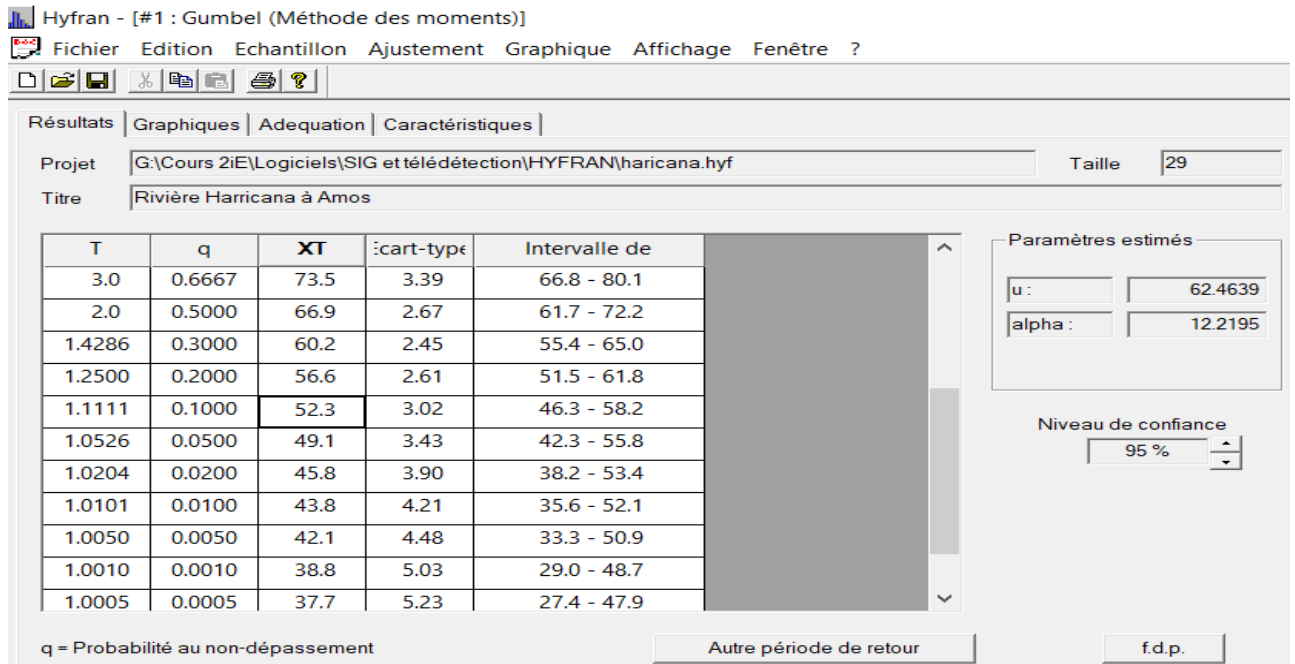 Hyfran - [#1 : Gumbel (Méthode des moments)]
Fichier Edition Echantillon Ajustement Graphique Affichage Fenêtre ?
Résultats Graphiques Adequation Caractéristiques
Projet G:\Cours 2iE\Logiciels\SIG et télédétection\HYFRAN\haricana.hyf Taille 29
Titre Rivière Harricana à Amos
T q XT Ecart-type Intervalle de
3.0 0.6667 73.5 3.39 66.8 - 80.1
2.0 0.5000 66.9 2.67 61.7 - 72.2
1.4286 0.3000 60.2 2.45 55.4 - 65.0
1.2500 0.2000 56.6 2.61 51.5 - 61.8
1.1111 0.1000 52.3 3.02 46.3 - 58.2
1.0526 0.0500 49.1 3.43 42.3 - 55.8
1.0204 0.0200 45.8 3.90 38.2 - 53.4
1.0101 0.0100 43.8 4.21 35.6 - 52.1
1.0050 0.0050 42.1 4.48 33.3 - 50.9
1.0010 0.0010 38.8 5.03 29.0 - 48.7
1.0005 0.0005 37.7 5.23 27.4 - 47.9
Paramètres estimés
u : 62.4639
alpha : 12.2195
Niveau de confiance
95 %
q = Probabilité au non-dépassement Autre période de retour f.d.p.